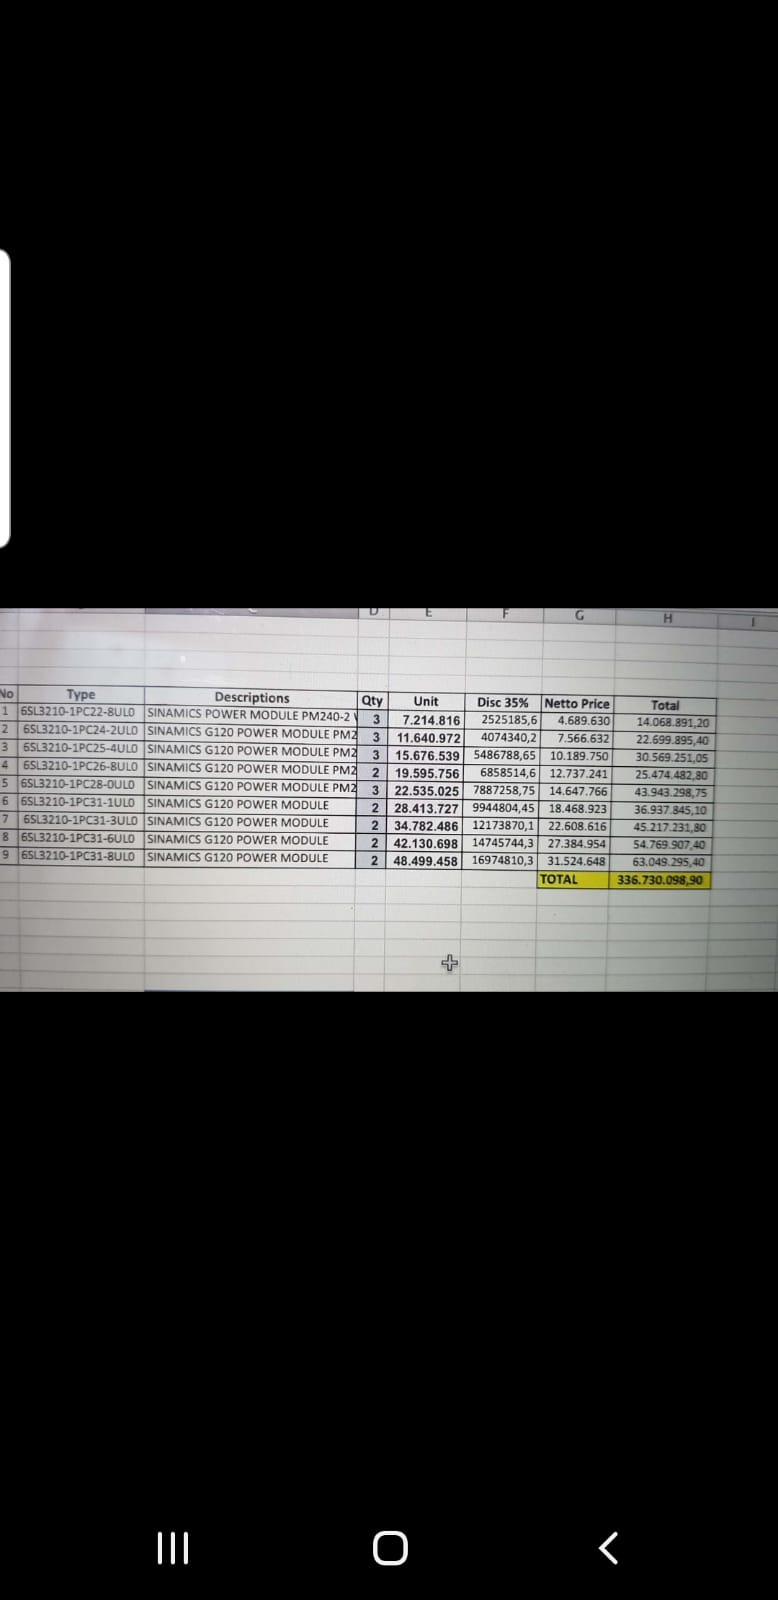 D E F G H I
No Type Descriptions Qty Unit Disc 35% Netto Price Total
1 6SL3210-1PC22-8UL0 SINAMICS POWER MODULE PM240-2 3 7.214.816 2525185,6 4.689.630 14.068.891,20
2 6SL3210-1PC24-2UL0 SINAMICS G120 POWER MODULE PM2 3 11.640.972 4074340,2 7.566.632 22.699.895,40
3 6SL3210-1PC25-4UL0 SINAMICS G120 POWER MODULE PM2 3 15.676.539 5486788,65 10.189.750 30.569.251,05
4 6SL3210-1PC26-8UL0 SINAMICS G120 POWER MODULE PM2 2 19.595.756 6858514,6 12.737.241 25.474.482,80
5 6SL3210-1PC28-0UL0 SINAMICS G120 POWER MODULE PM2 3 22.535.025 7887258,75 14.647.766 43.943.298,75
6 6SL3210-1PC31-1UL0 SINAMICS G120 POWER MODULE 2 28.413.727 9944804,45 18.468.923 36.937.845,10
7 6SL3210-1PC31-3UL0 SINAMICS G120 POWER MODULE 2 34.782.486 12173870,1 22.608.616 45.217.231,80
8 6SL3210-1PC31-6UL0 SINAMICS G120 POWER MODULE 2 42.130.698 14745744,3 27.384.954 54.769.907,40
9 6SL3210-1PC31-8UL0 SINAMICS G120 POWER MODULE 2 48.499.458 16974810,3 31.524.648 63.049.295,40
TOTAL 336.730.098,90